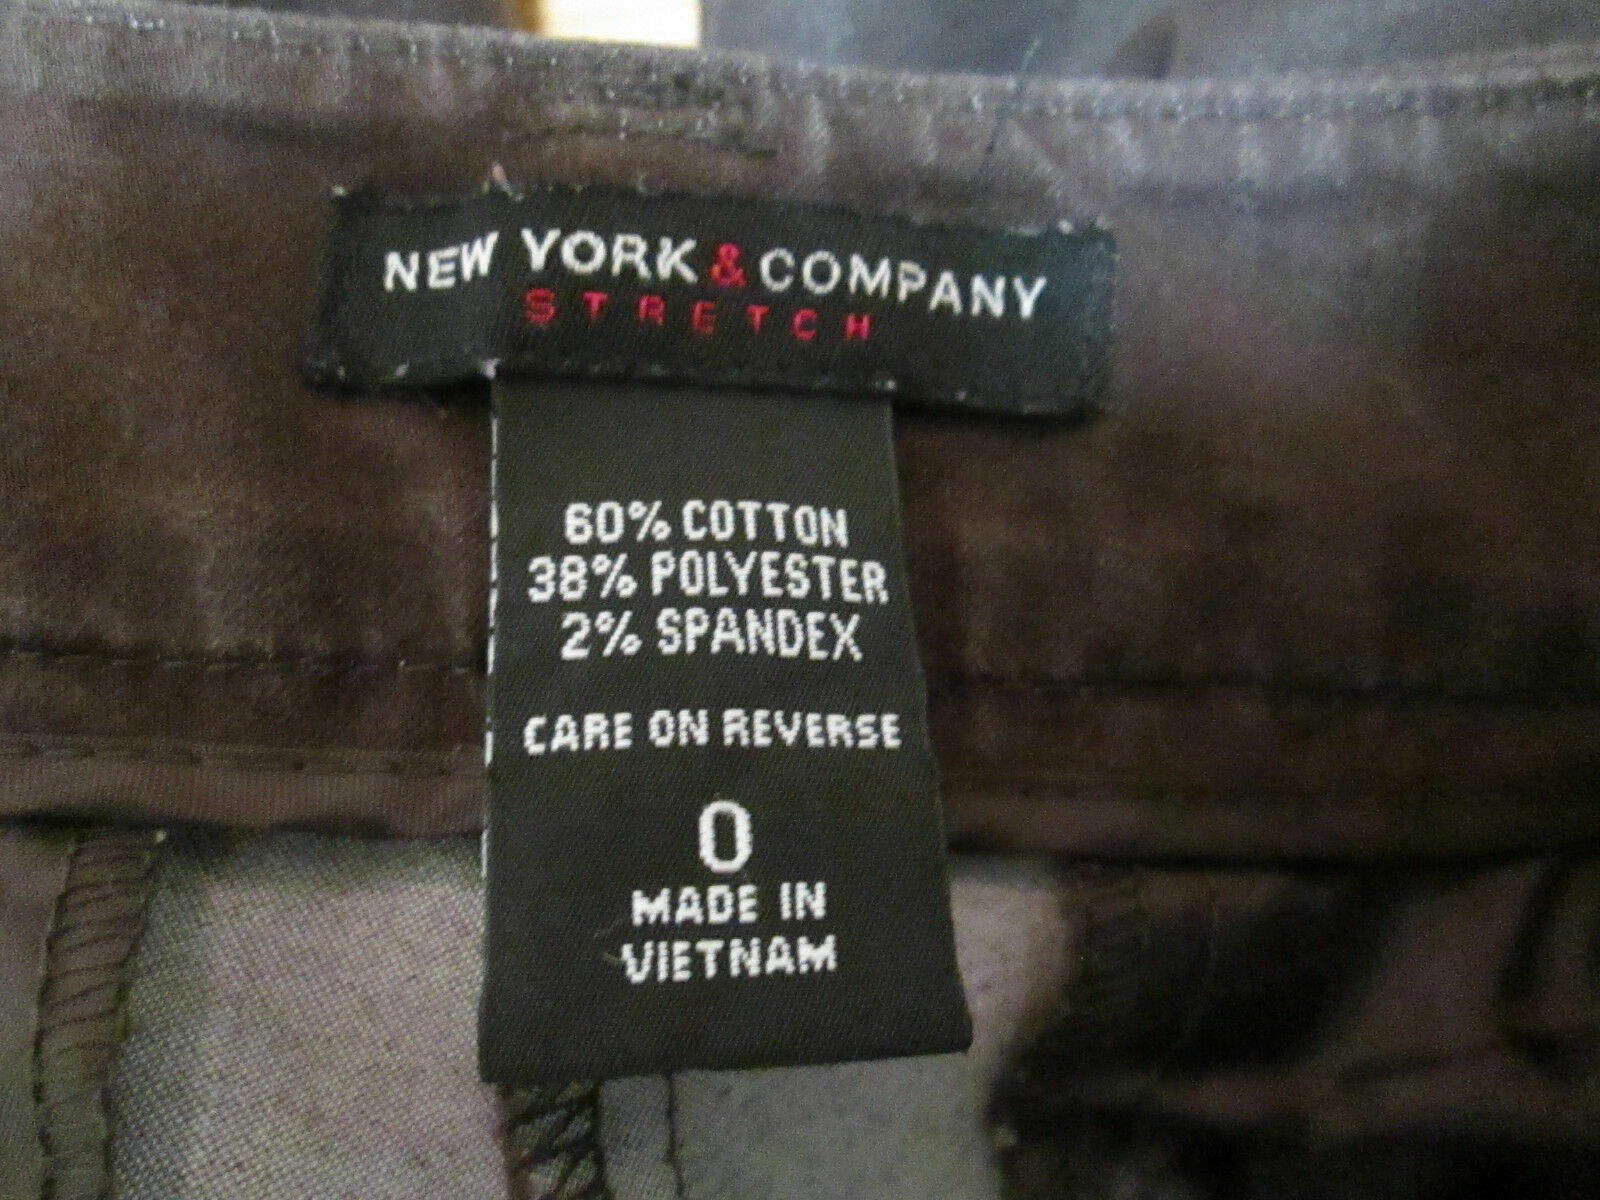 NEW YORK & COMPANY
STRETCH
60% COTTON
38% POLYESTER
2% SPANDEX
CARE ON REVERSE
0
MADE IN
VIETNAM